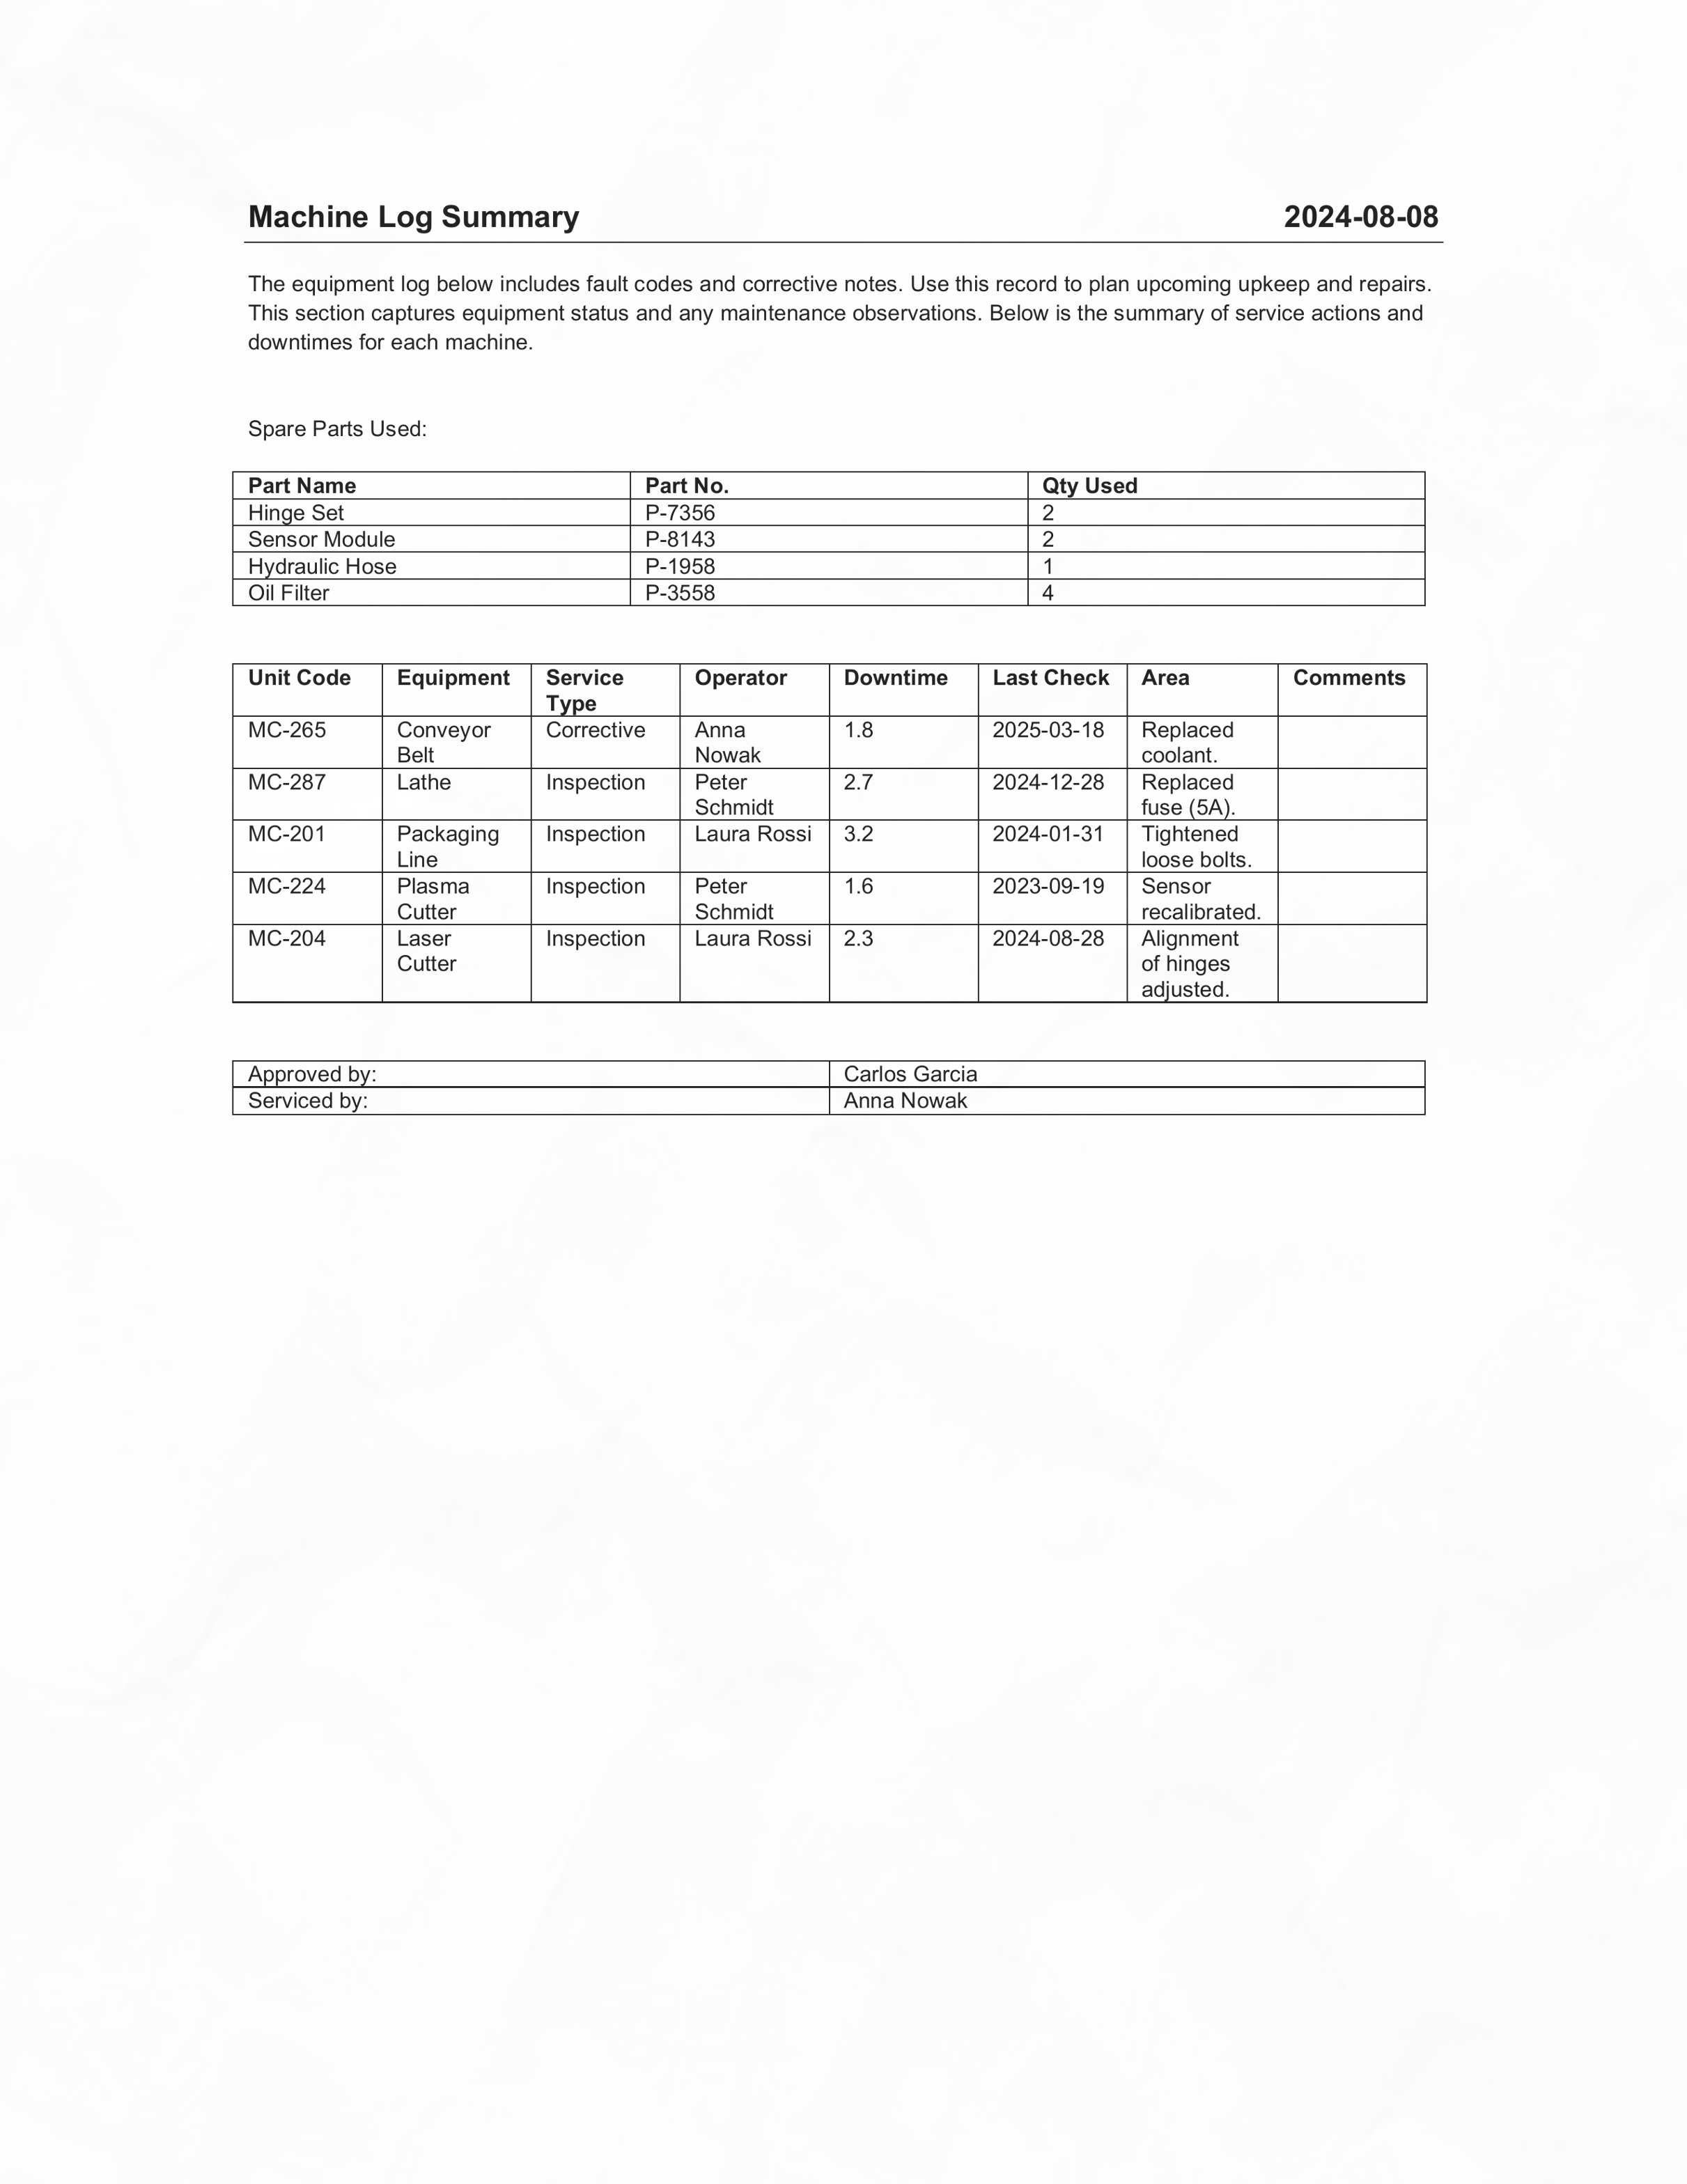 Machine Log Summary 2024-08-08
The equipment log below includes fault codes and corrective notes. Use this record to plan upcoming upkeep and repairs.
This section captures equipment status and any maintenance observations. Below is the summary of service actions and
downtimes for each machine.
Spare Parts Used:
Part Name Part No. Qty Used
Hinge Set P-7356 2
Sensor Module P-8143 2
Hydraulic Hose P-1958 1
Oil Filter P-3558 4
Unit Code Equipment Service Type Operator Downtime Last Check Area Comments
MC-265 Conveyor Belt Corrective Anna Nowak 1.8 2025-03-18 Replaced coolant.
MC-287 Lathe Inspection Peter Schmidt 2.7 2024-12-28 Replaced fuse (5A).
MC-201 Packaging Line Inspection Laura Rossi 3.2 2024-01-31 Tightened loose bolts.
MC-224 Plasma Cutter Inspection Peter Schmidt 1.6 2023-09-19 Sensor recalibrated.
MC-204 Laser Cutter Inspection Laura Rossi 2.3 2024-08-28 Alignment of hinges adjusted.
Approved by: Carlos Garcia
Serviced by: Anna Nowak